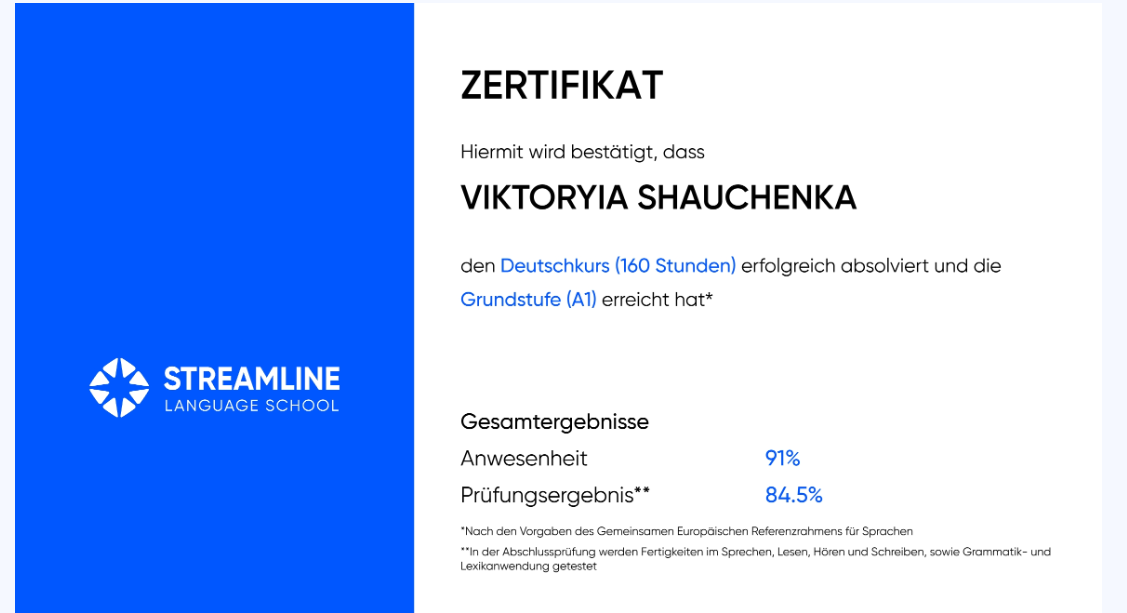 STREAMLINE
LANGUAGE SCHOOL
ZERTIFIKAT
Hiermit wird bestätigt, dass
VIKTORYIA SHAUCHENKA
den Deutschkurs (160 Stunden) erfolgreich absolviert und die
Grundstufe (A1) erreicht hat*
Gesamtergebnisse
Anwesenheit 91%
Prüfungsergebnis** 84.5%
*Nach den Vorgaben des Gemeinsamen Europäischen Referenzrahmens für Sprachen
**In der Abschlussprüfung werden Fertigkeiten im Sprechen, Lesen, Hören und Schreiben, sowie Grammatik- und
Lexikanwendung getestet